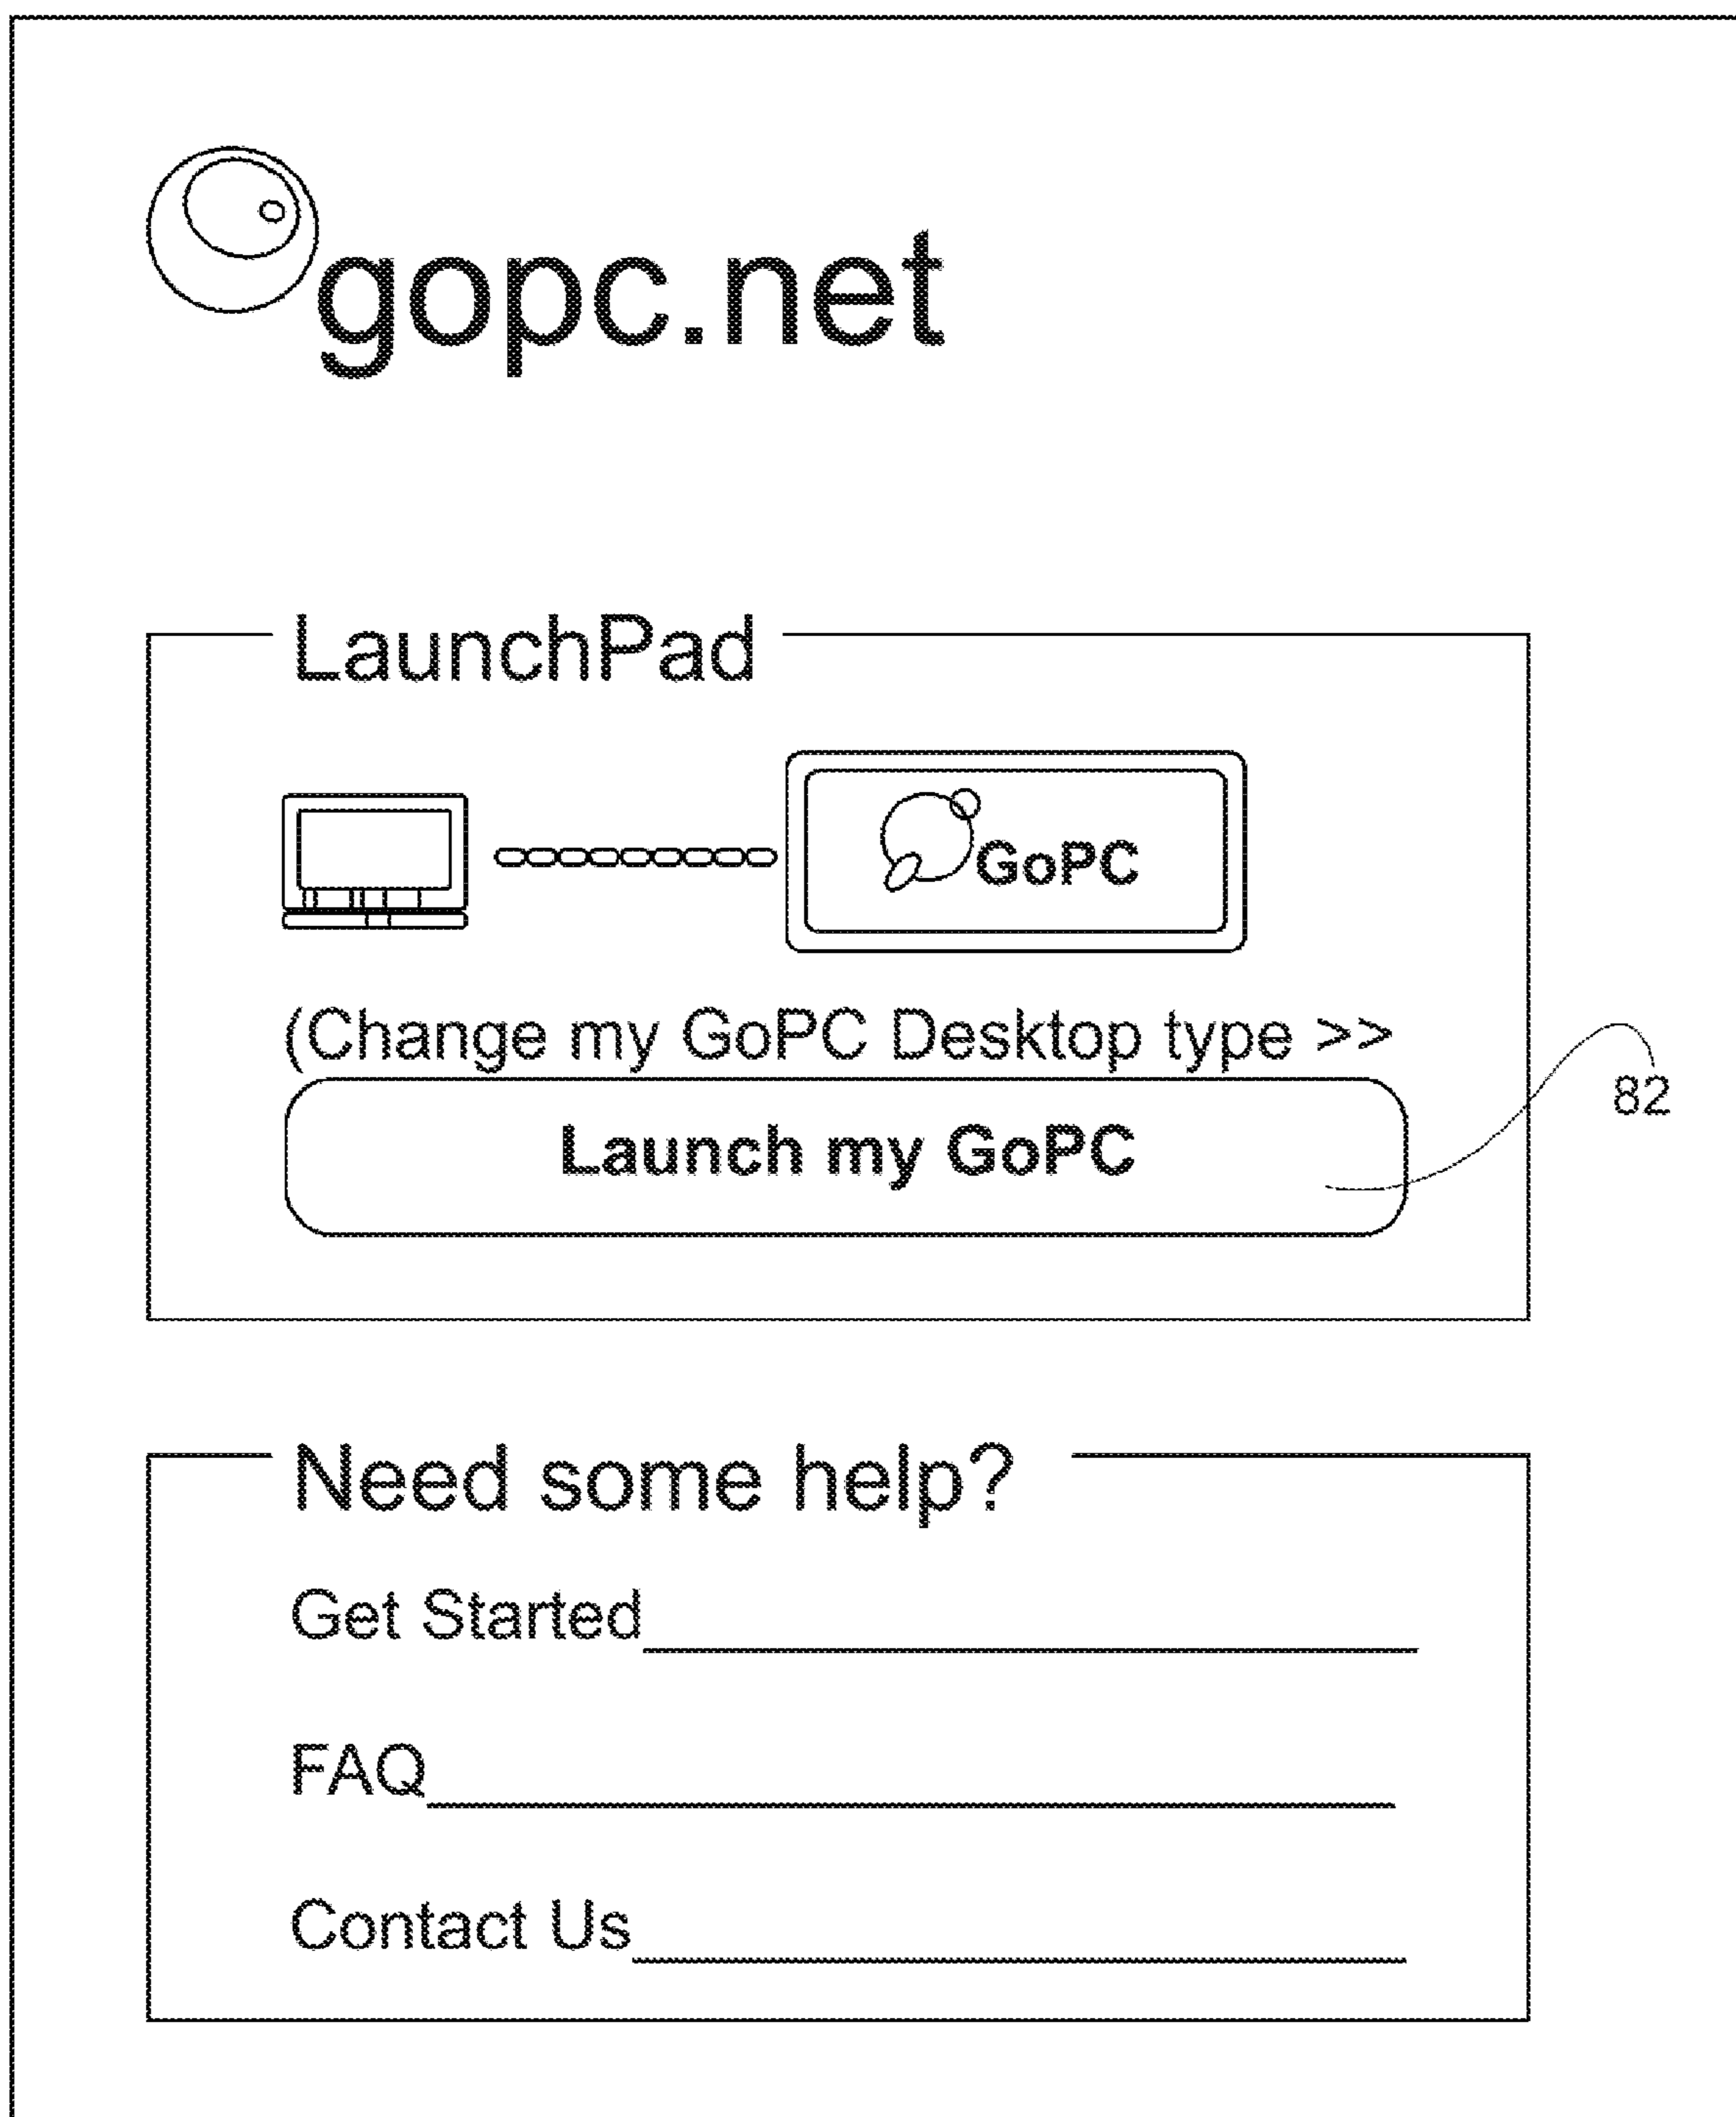 gopc.net
LaunchPad
GoPC
(Change my GoPC Desktop type >>
82
Launch my GoPC
Need some help?
Get Started
FAQ
Contact Us